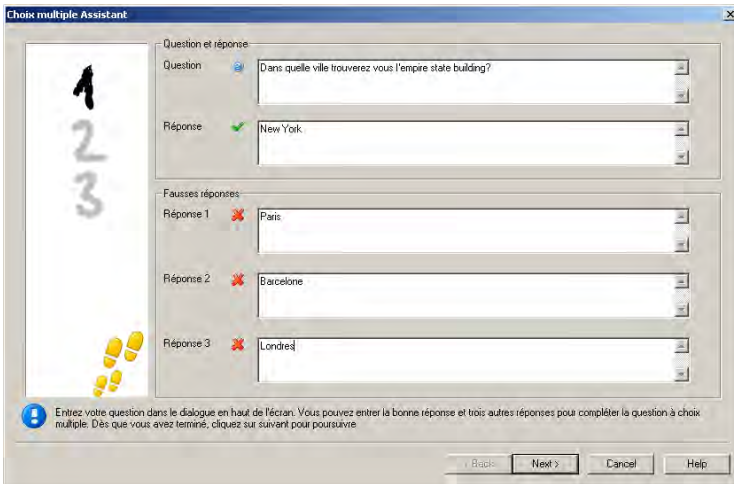 Choix multiple Assistant
1
2
3
Question et réponse
Question
Dans quelle ville trouverez vous l'empire state building?
Réponse
New York
Fausses réponses
Réponse 1
Paris
Réponse 2
Barcelone
Réponse 3
Londres
Entrez votre question dans le dialogue en haut de l'écran. Vous pouvez entrer la bonne réponse et trois autres réponses pour compléter la question à choix
multiple. Dès que vous avez terminé, cliquez sur suivant pour poursuivre
< Back Next > Cancel Help